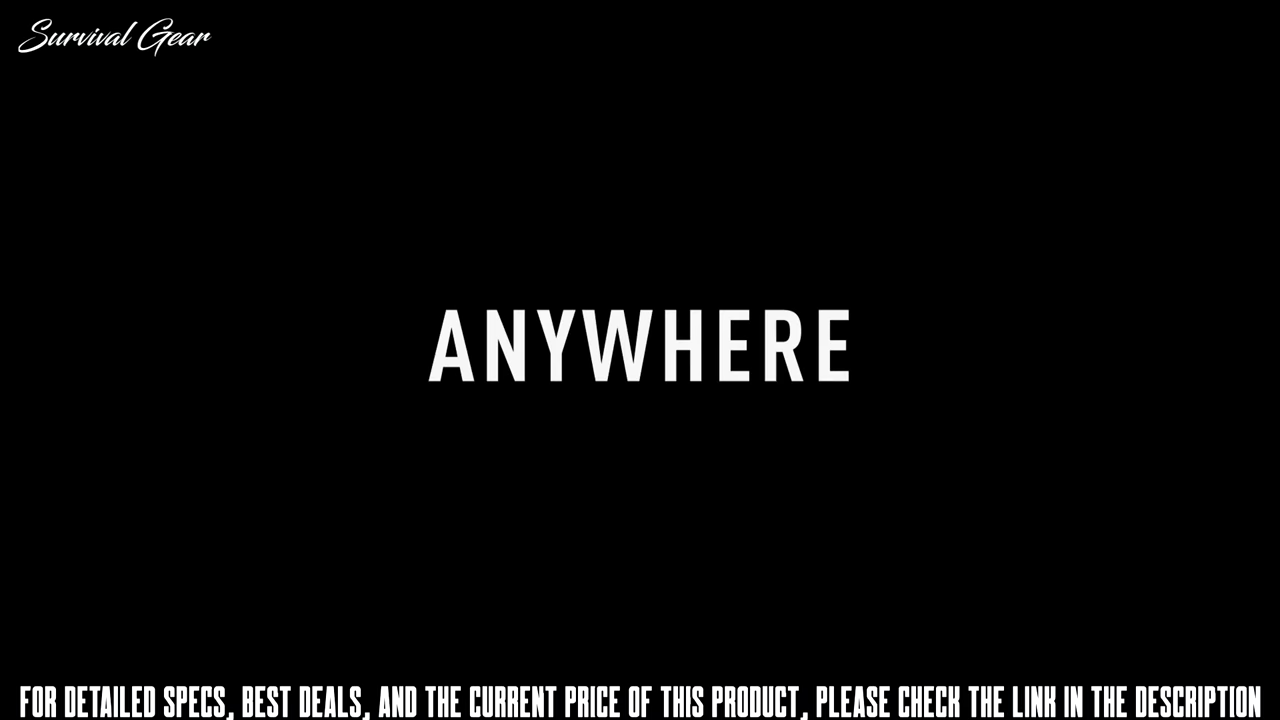 Survival Gear
ANYWHERE
FOR DETAILED SPECS, BEST DEALS, AND THE CURRENT PRICE OF THIS PRODUCT, PLEASE CHECK THE LINK IN THE DESCRIPTION